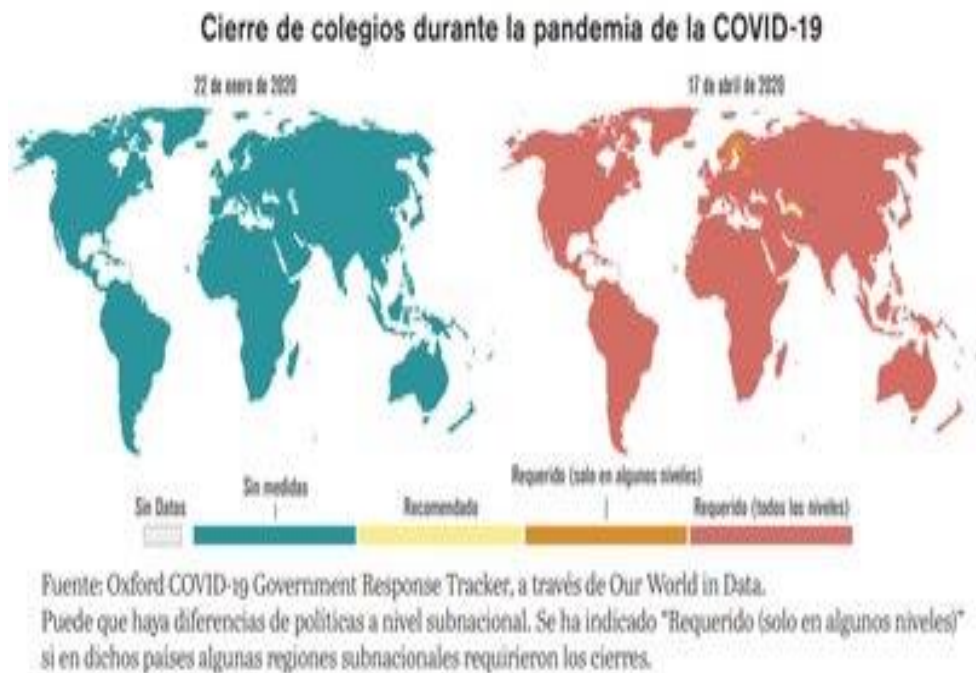 Cierre de colegios durante la pandemia de la COVID-19
22 de enero de 2020
17 de abril de 2020
Sin Datos
Sin medidas
Recomendado
Requerido (solo en algunos niveles)
Requerido (todos los niveles)
Fuente: Oxford COVID-19 Government Response Tracker, a través de Our World in Data.
Puede que haya diferencias de políticas a nivel subnacional. Se ha indicado "Requerido (solo en algunos niveles)"
si en dichos países algunas regiones subnacionales requirieron los cierres.